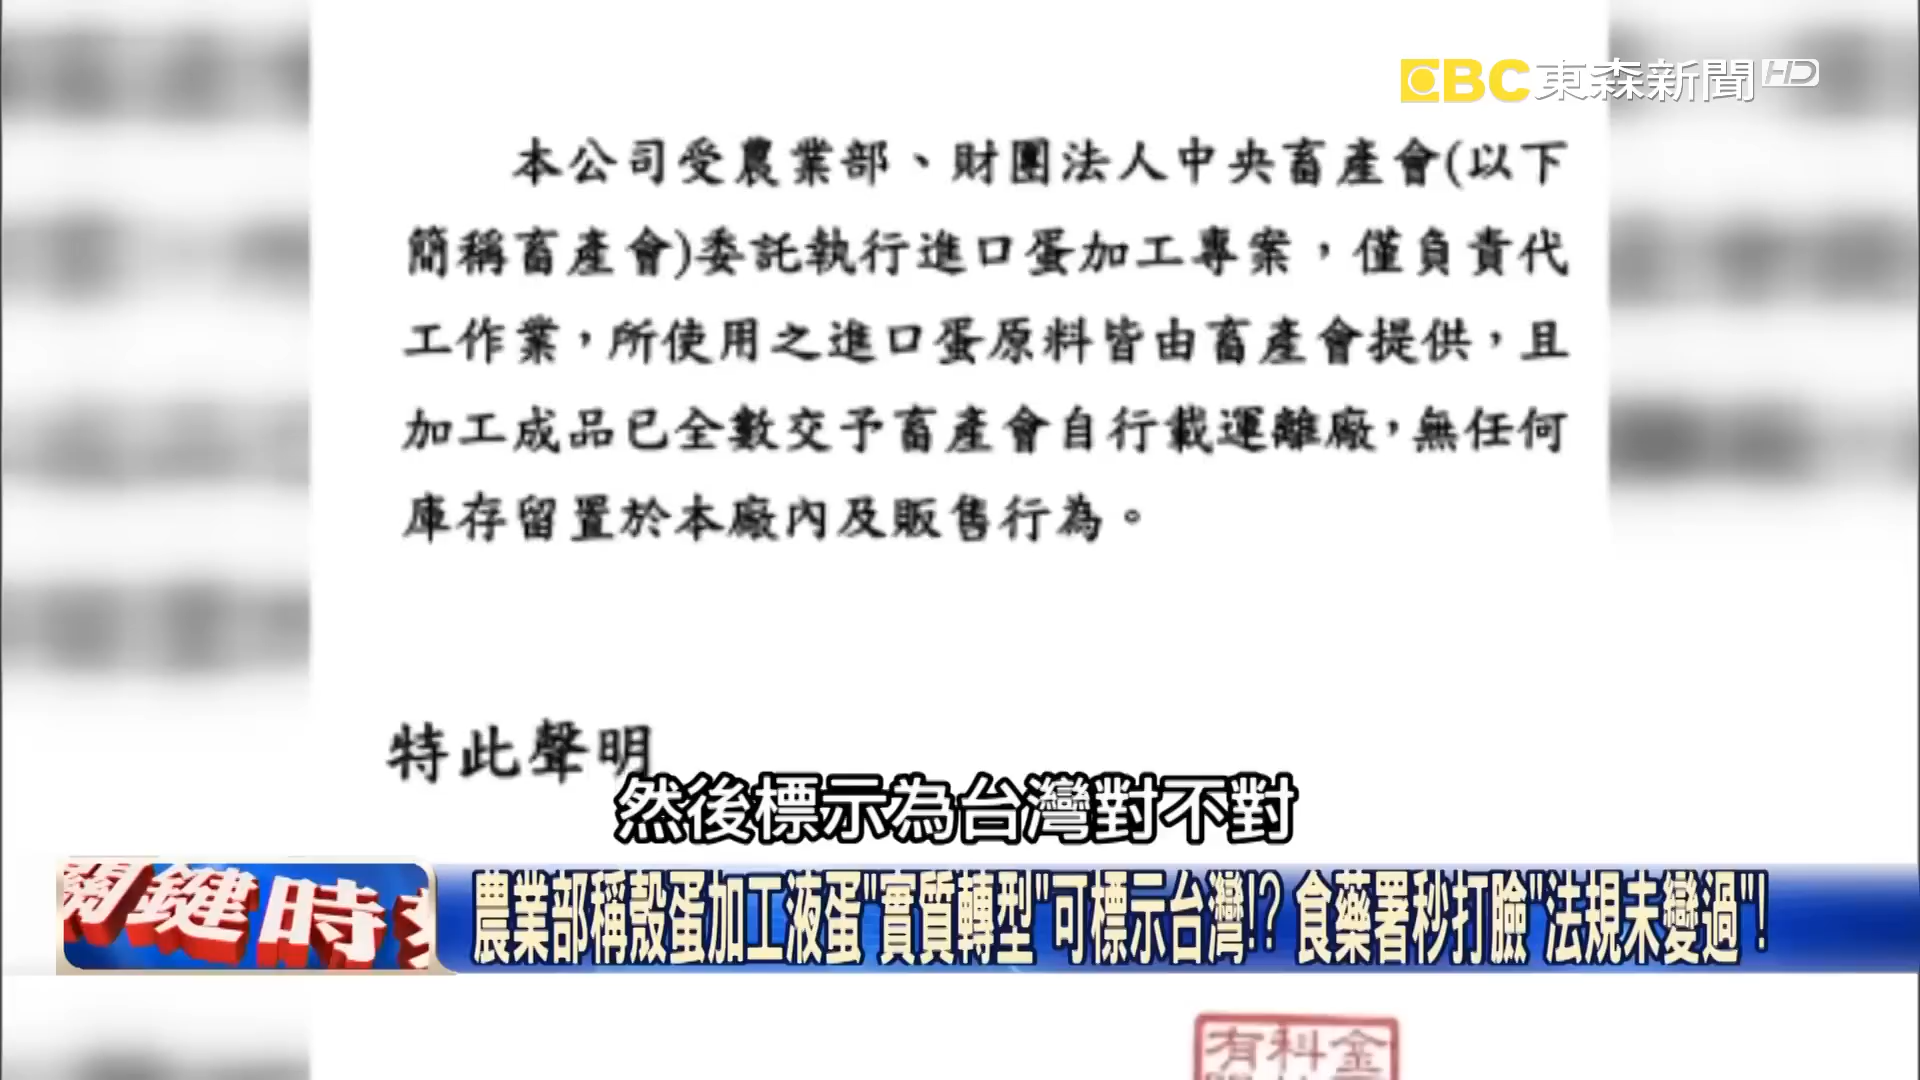 EBC東森新聞HD
本公司受農業部、財團法人中央畜產會(以下
簡稱畜產會)委託執行進口蛋加工專案，僅負責代
工作業，所使用之進口蛋原料皆由畜產會提供，且
加工成品已全數交予畜產會自行載運離廠，無任何
庫存留置於本廠內及販售行為。
特此聲明
然後標示為台灣對不對
關鍵時
農業部稱殼蛋加工液蛋"實質轉型"可標示台灣!? 食藥署秒打臉"法規未變過"!
有科金